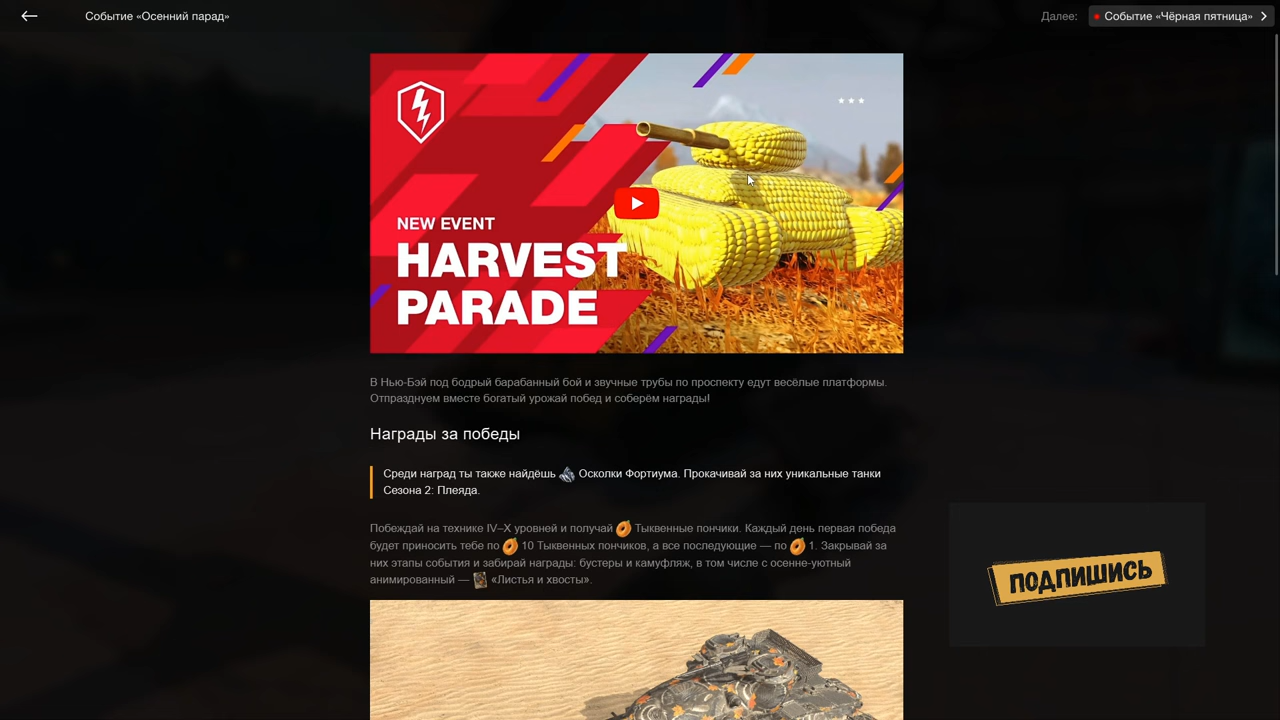 Событие «Осенний парад»
Далее:
Событие «Чёрная пятница»
NEW EVENT
HARVEST
PARADE
В Нью-Бэй под бодрый барабанный бой и звучные трубы по проспекту едут весёлые платформы.
Отпразднуем вместе богатый урожай побед и соберём награды!
Награды за победы
Среди наград ты также найдёшь Осколки Фортиума. Прокачивай за них уникальные танки
Сезона 2: Плеяда.
Побеждай на технике IV–X уровней и получай Тыквенные пончики. Каждый день первая победа
будет приносить тебе по 10 Тыквенных пончиков, а все последующие — по 1. Закрывай за
них этапы события и забирай награды: бустеры и камуфляж, в том числе с осенне-уютный
анимированный — «Листья и хвосты».
ПОДПИШИСЬ